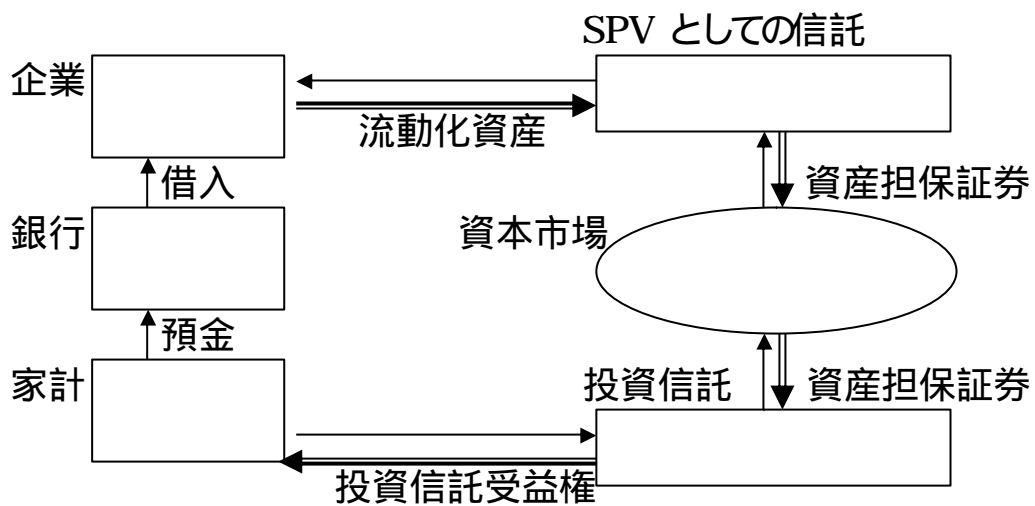 SPV としての信託
企業
流動化資産
借入
資産担保証券
銀行
資本市場
預金
家計
投資信託
資産担保証券
投資信託受益権